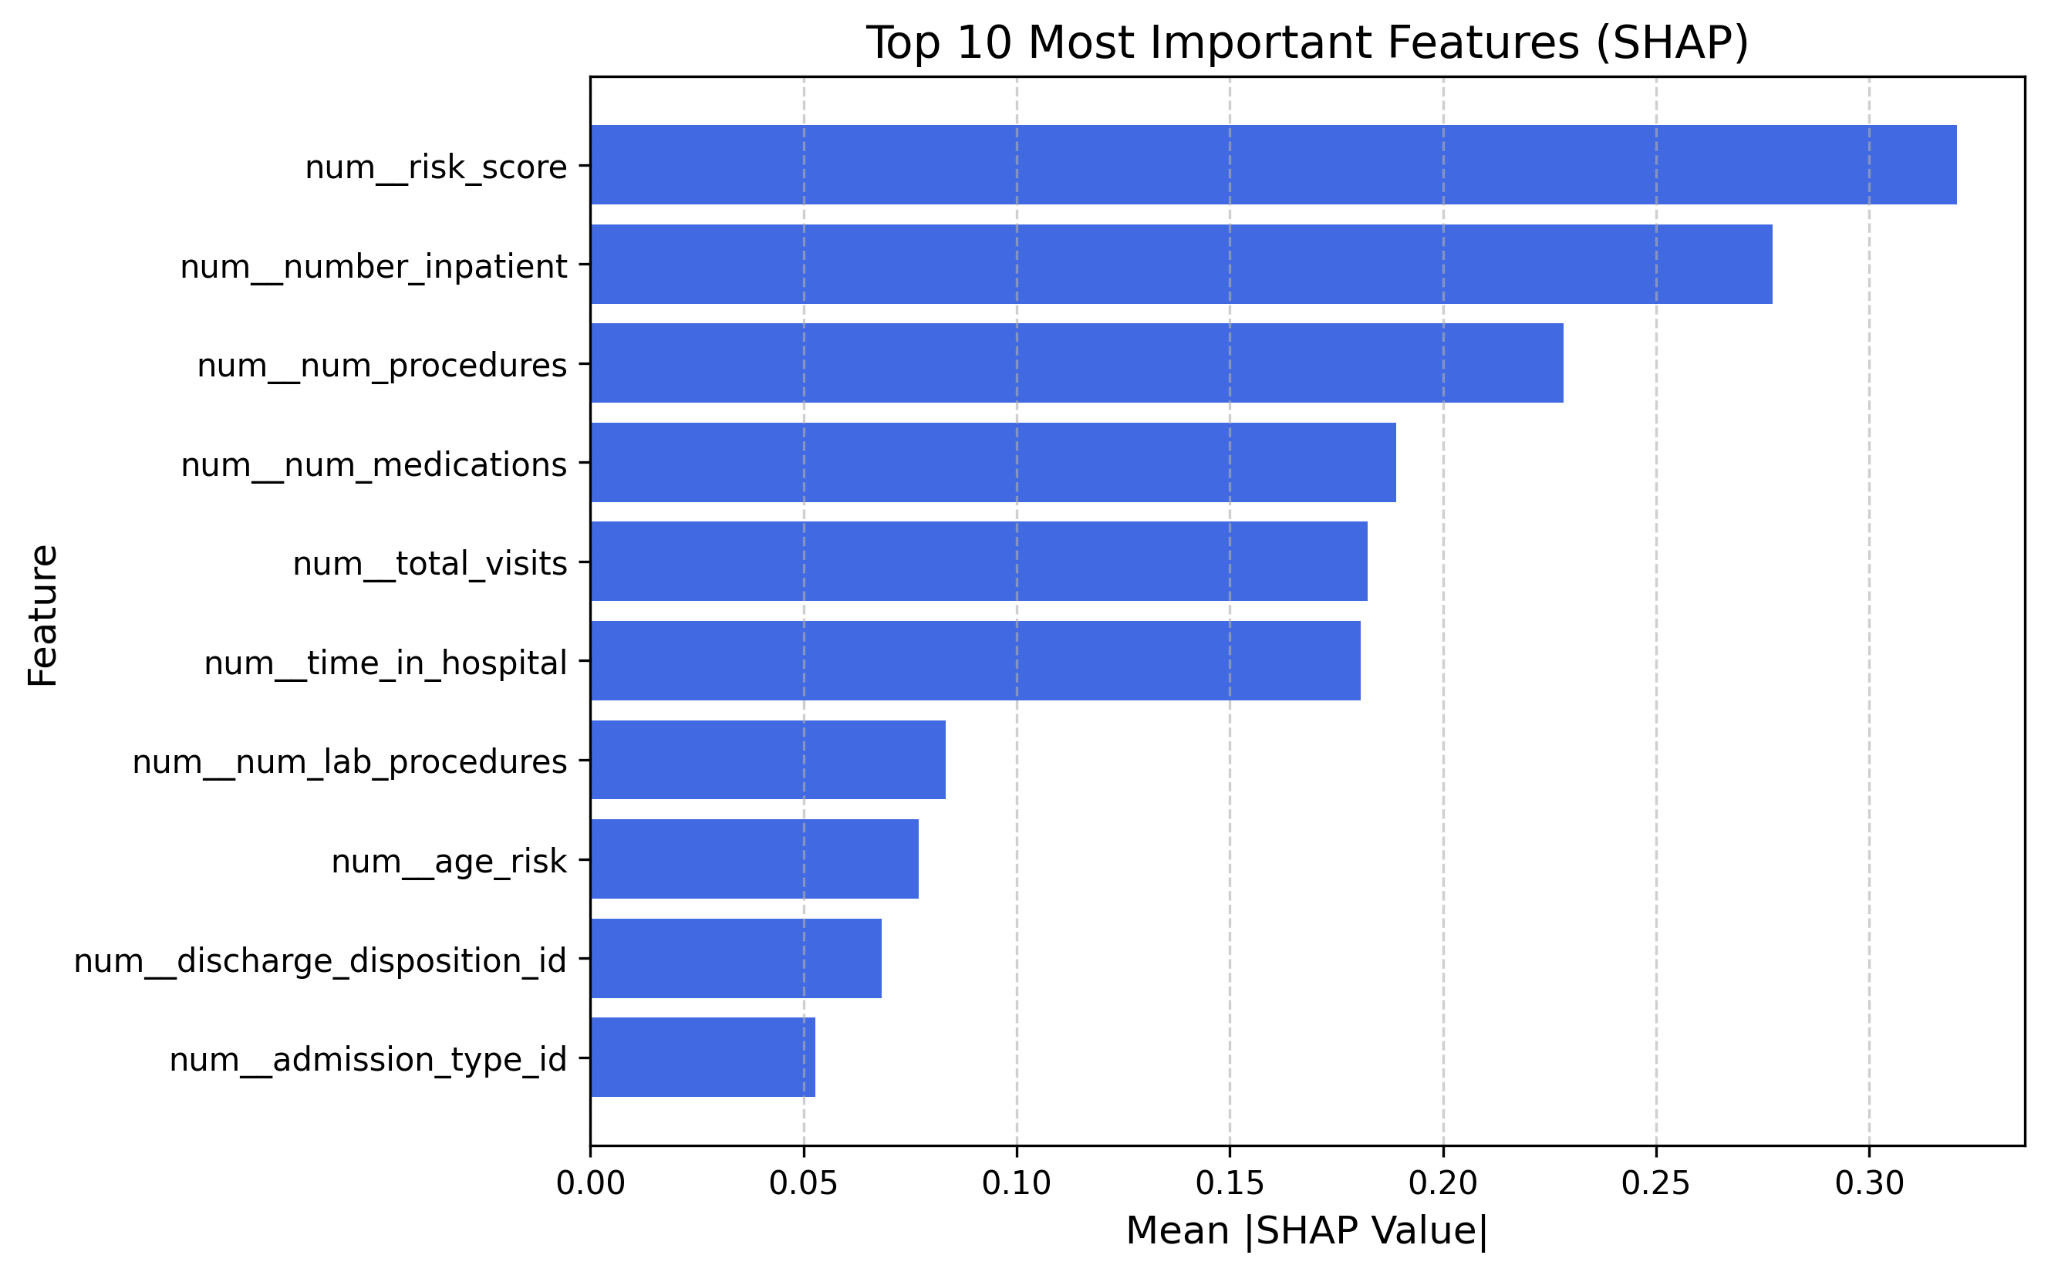 Top 10 Most Important Features (SHAP)
num__risk_score
num__number_inpatient
num__num_procedures
num__num_medications
num__total_visits
num__time_in_hospital
num__num_lab_procedures
num__age_risk
num__discharge_disposition_id
num__admission_type_id
Feature
0.00 0.05 0.10 0.15 0.20 0.25 0.30
Mean |SHAP Value|